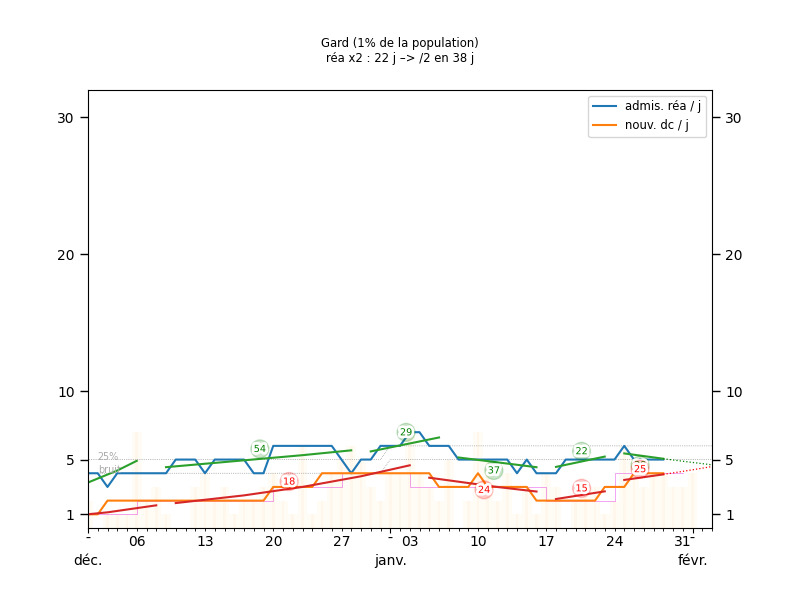 Gard (1% de la population)
réa x2 : 22 j –> /2 en 38 j
admis. réa / j
nouv. dc / j
30
30
20
20
10
10
5
5
1
1
25%
bruit
54
18
29
37
24
22
15
25
- 06 13 20 27 - 03 10 17 24 31 -
déc. janv. févr.